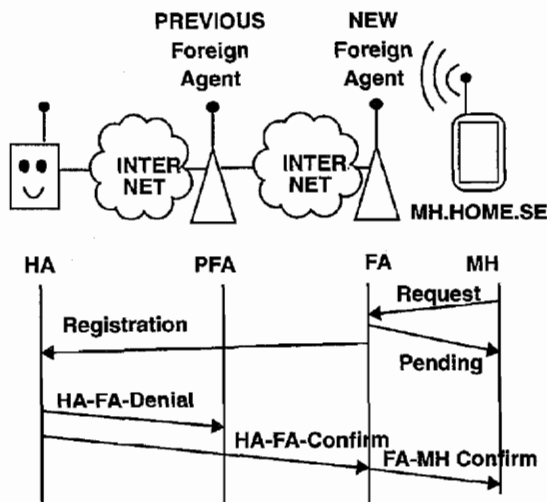 PREVIOUS
Foreign
Agent
NEW
Foreign
Agent
INTER
NET
INTER
NET
MH.HOME.SE
HA
PFA
FA
MH
Request
Registration
Pending
HA-FA-Denial
HA-FA-Confirm
FA-MH Confirm